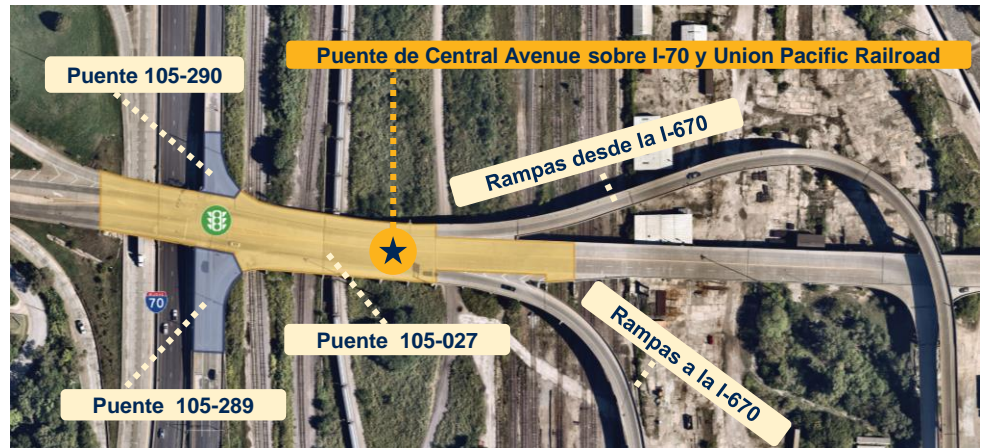 Puente de Central Avenue sobre I-70 y Union Pacific Railroad
Puente 105-290
Rampas desde la I-670
70
Puente 105-027
Rampas a la I-670
Puente 105-289